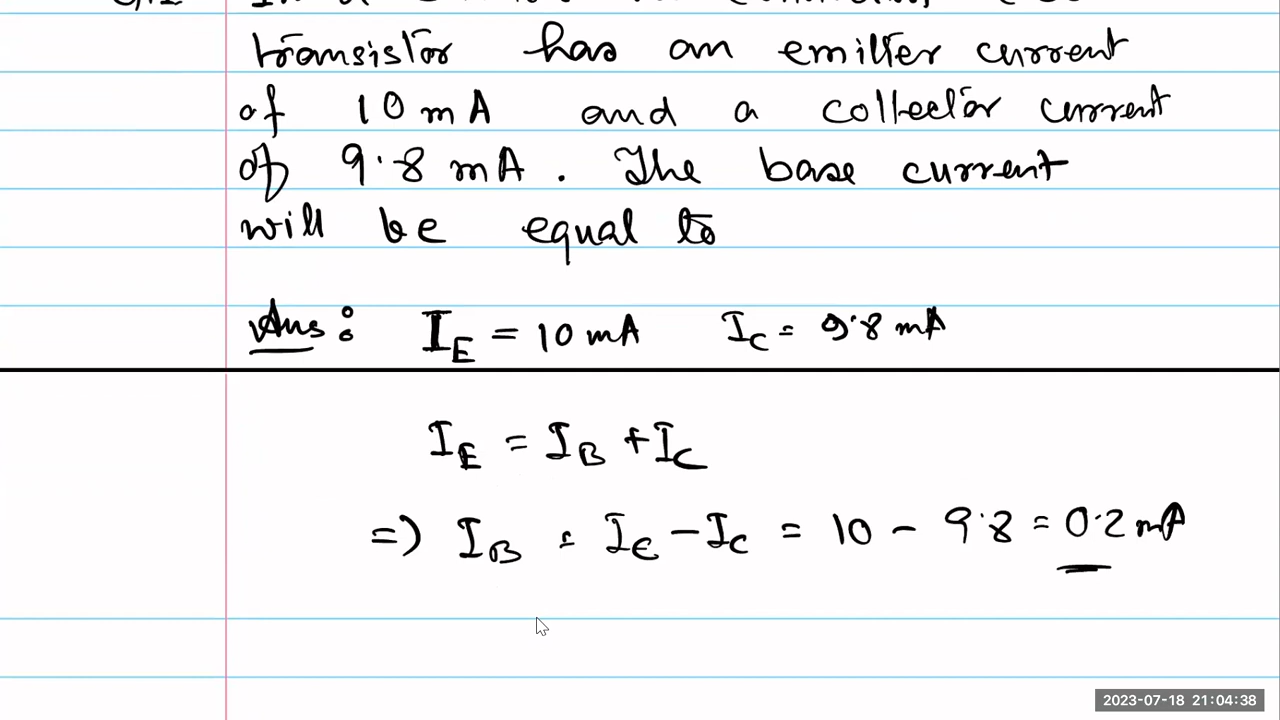 transistor has an emitter current
of 10 mA and a collector current
of 9.8 mA. The base current
will be equal to
Ans: I_E = 10 mA I_C = 9.8 mA
I_E = I_B + I_C
=) I_B = I_E - I_C = 10 - 9.8 = 0.2 mA
2023-07-18 21:04:38